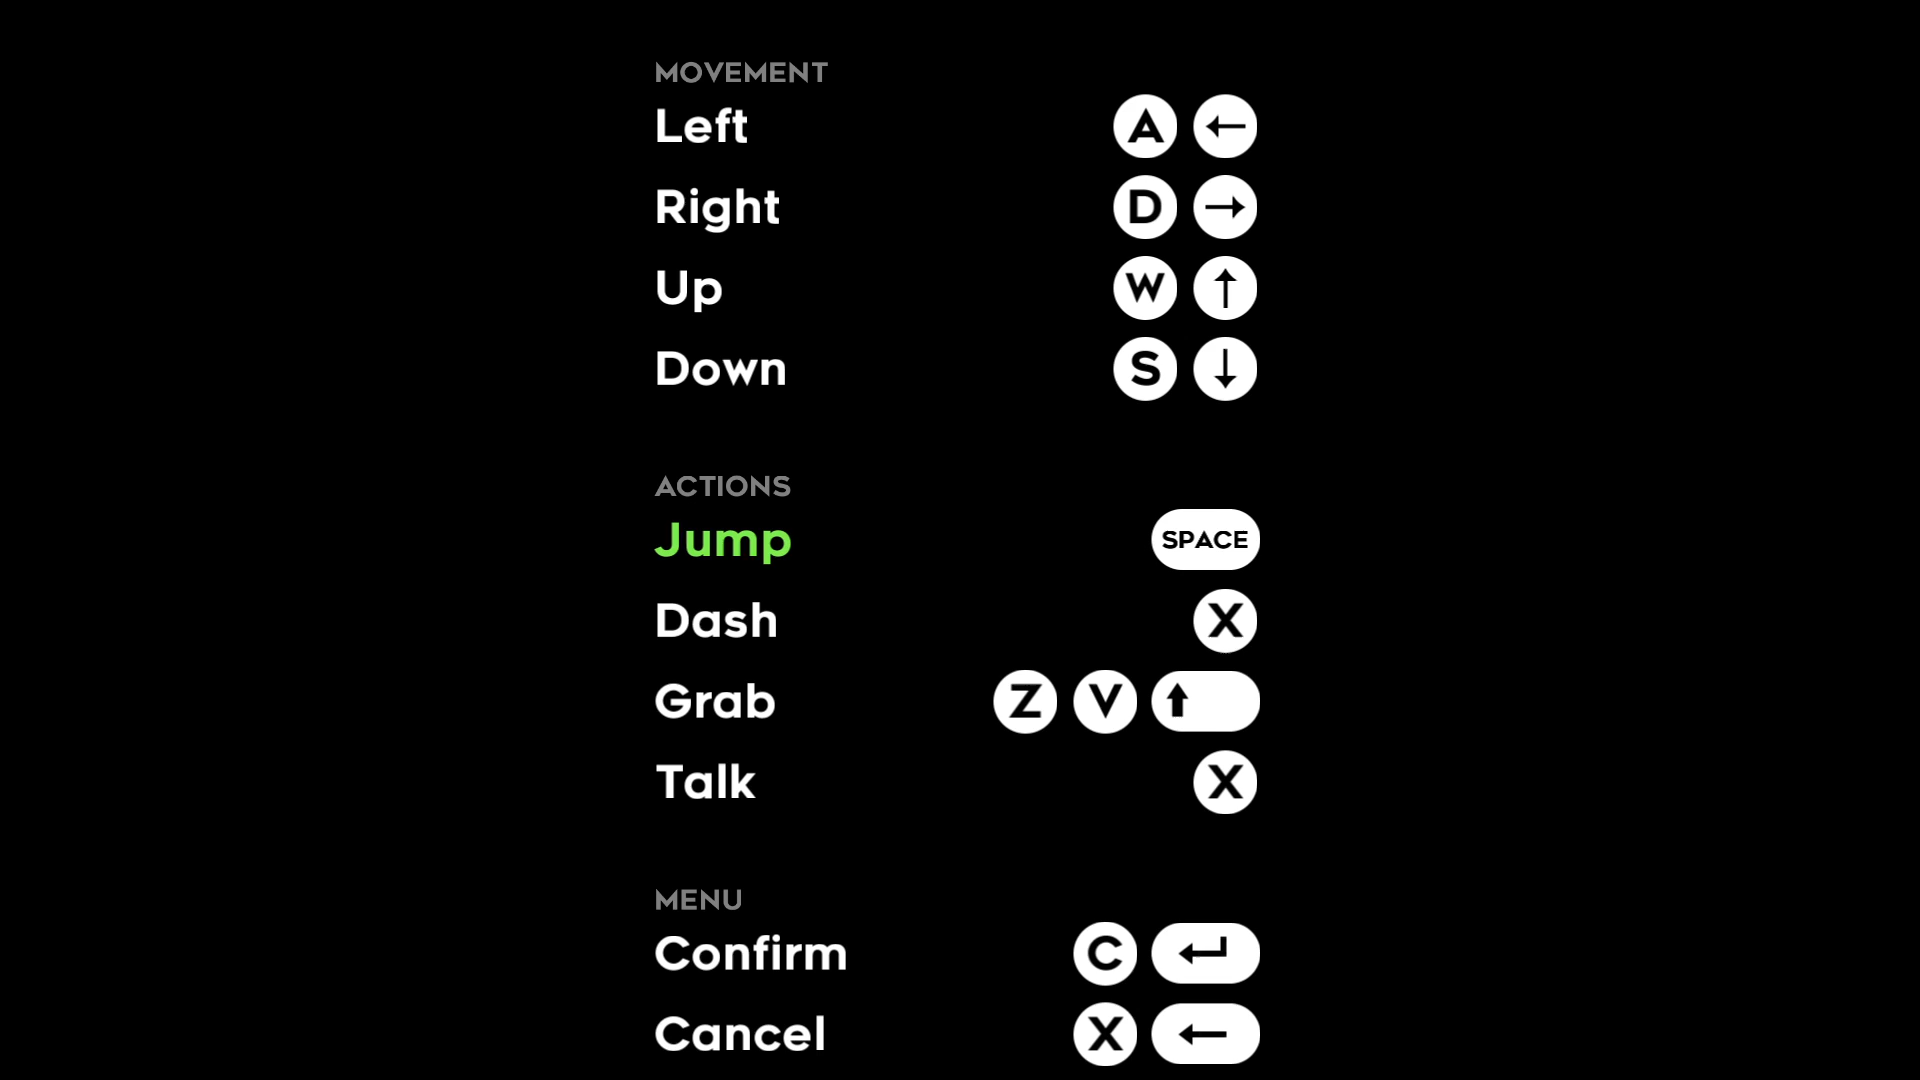 MOVEMENT
Left A ←
Right D →
Up W ↑
Down S ↓
ACTIONS
Jump SPACE
Dash X
Grab Z V ⬆
Talk X
MENU
Confirm C ↵
Cancel X ←